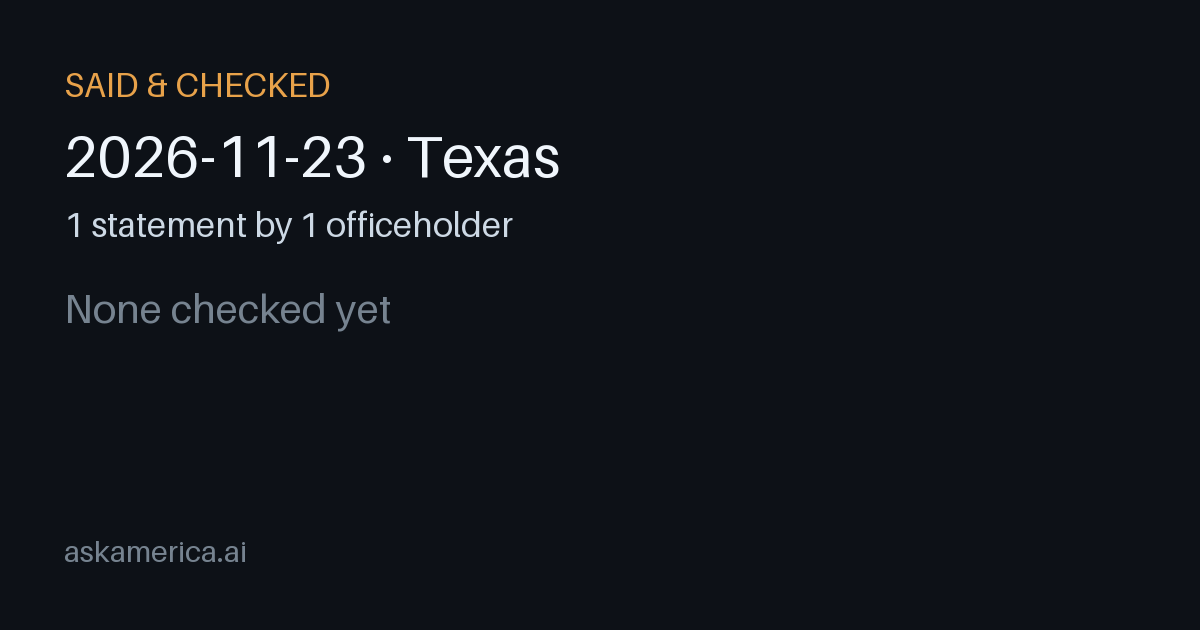 SAID & CHECKED
2026-11-23 · Texas
1 statement by 1 officeholder
None checked yet
askamerica.ai